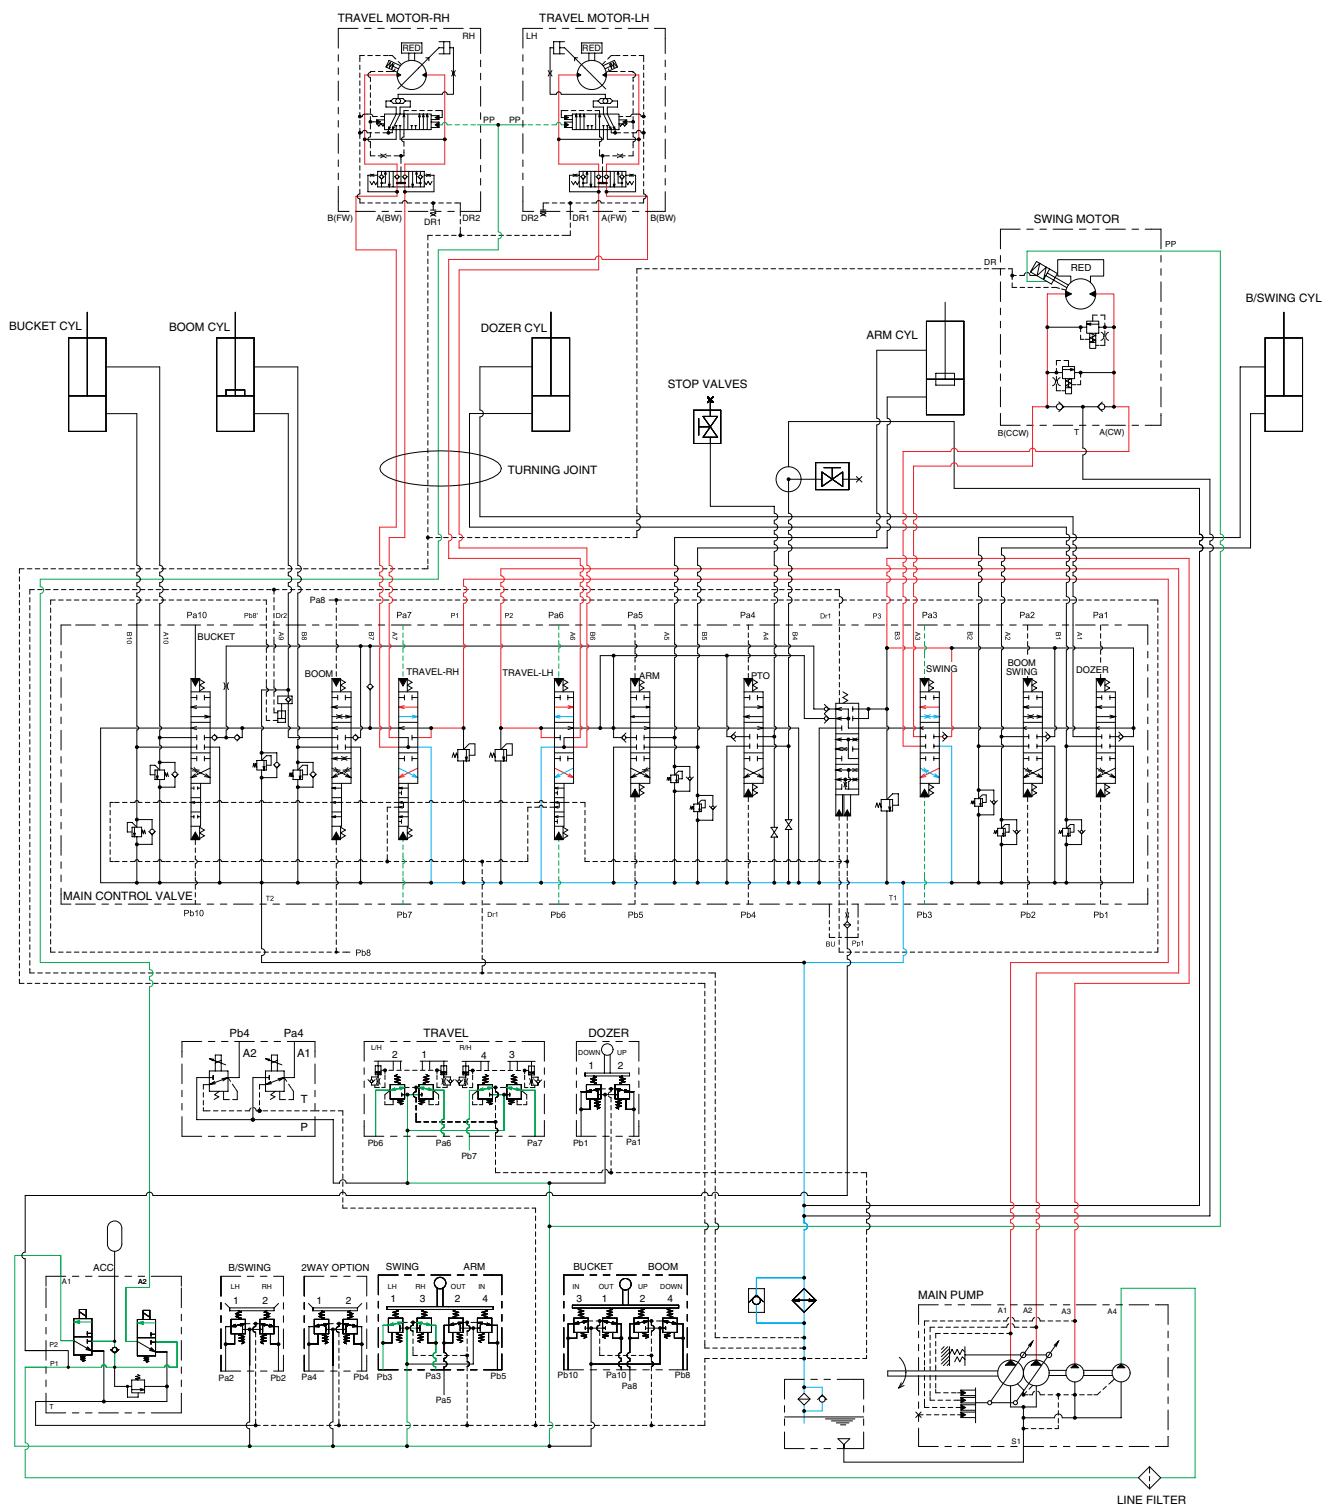 TRAVEL MOTOR-RH TRAVEL MOTOR-LH
RH LH
RED RED
PP PP
B(FW) A(BW) DR1 DR2 DR2 DR1 A(FW) B(BW)
SWING MOTOR
PP
DR
RED
B(CCW) T A(CW)
BUCKET CYL BOOM CYL DOZER CYL ARM CYL B/SWING CYL
STOP VALVES
TURNING JOINT
Pa8
Pa10 Pb8' Dr2 Pa7 P1 P2 Pa6 Pa5 Pa4 Dr1 P3 Pa3 Pa2 Pa1
B10 A10 A9 B8 B7 A7 A6 B6 A5 B5 A4 B4 B3 A3 B2 A2 B1 A1
BUCKET
BOOM
TRAVEL-RH
TRAVEL-LH
ARM
PTO
SWING
BOOM
SWING
DOZER
MAIN CONTROL VALVE
T2 T1
Pb10 Pb7 Dr1 Pb6 Pb5 Pb4 Pb3 Pb2 Pb1
BU Pp1
Pb8
Pb4 Pa4
A2 A1
T
P
TRAVEL
L/H R/H
2 1 4 3
Pb6 Pa6 Pb7 Pa7
DOZER
DOWN UP
1 2
Pb1 Pa1
ACC
A1 A2
P2
P1
T
B/SWING
LH RH
1 2
Pa2 Pb2
2WAY OPTION
1 2
Pa4 Pb4
SWING ARM
LH RH OUT IN
1 3 2 4
Pb3 Pa3 Pb5
Pa5
BUCKET BOOM
IN OUT UP DOWN
3 1 2 4
Pb10 Pa10 Pb8
Pa8
MAIN PUMP
A1 A2 A3 A4
S1
LINE FILTER